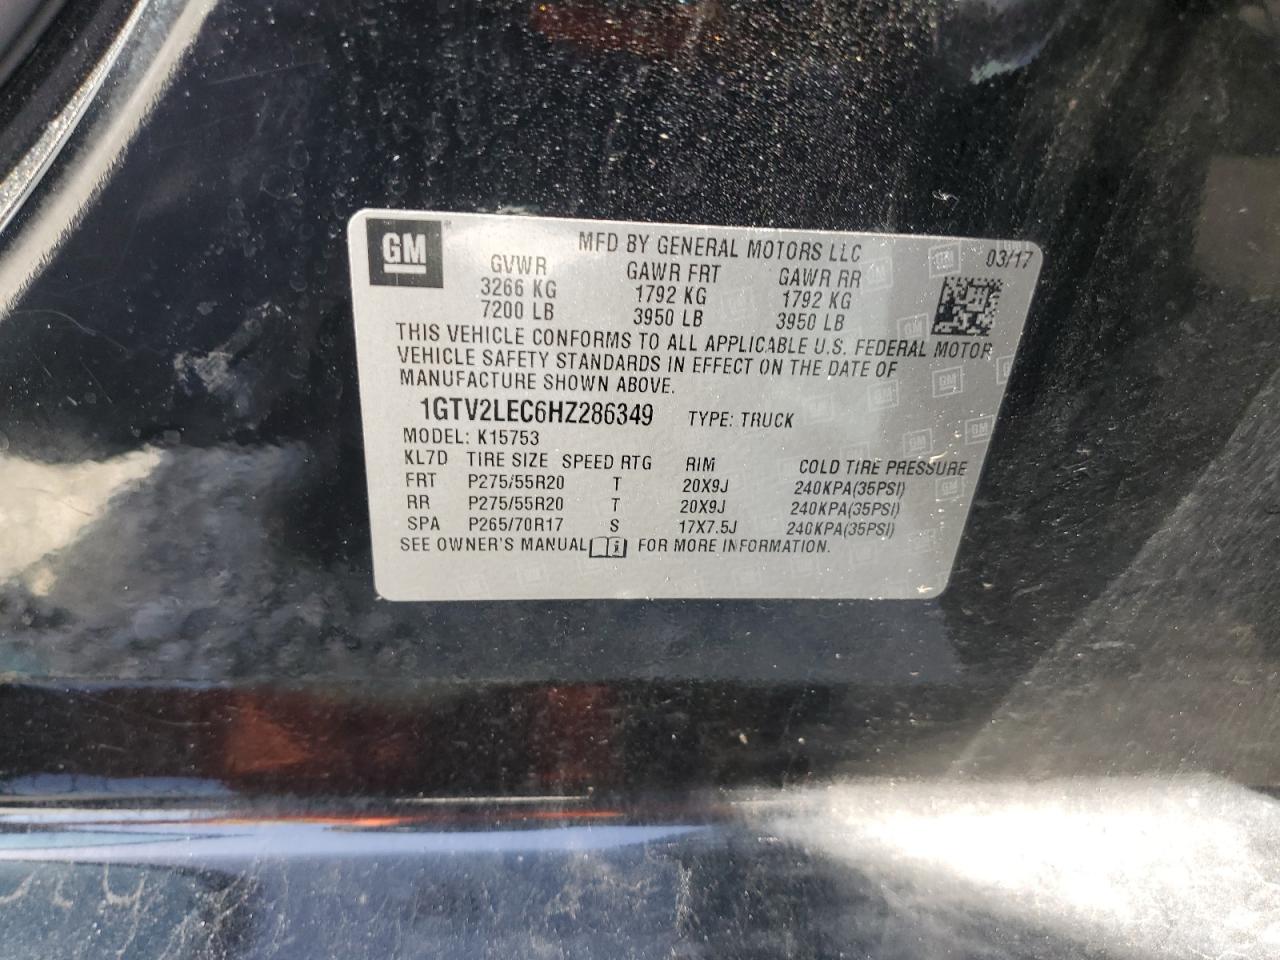 GM
MFD BY GENERAL MOTORS LLC 03/17
GVWR GAWR FRT GAWR RR
3266 KG 1792 KG 1792 KG
7200 LB 3950 LB 3950 LB
THIS VEHICLE CONFORMS TO ALL APPLICABLE U.S. FEDERAL MOTOR
VEHICLE SAFETY STANDARDS IN EFFECT ON THE DATE OF
MANUFACTURE SHOWN ABOVE.
1GTV2LEC6HZ286349 TYPE: TRUCK
MODEL: K15753
KL7D TIRE SIZE SPEED RTG RIM COLD TIRE PRESSURE
FRT P275/55R20 T 20X9J 240KPA(35PSI)
RR P275/55R20 T 20X9J 240KPA(35PSI)
SPA P265/70R17 S 17X7.5J 240KPA(35PSI)
SEE OWNER'S MANUAL i FOR MORE INFORMATION.